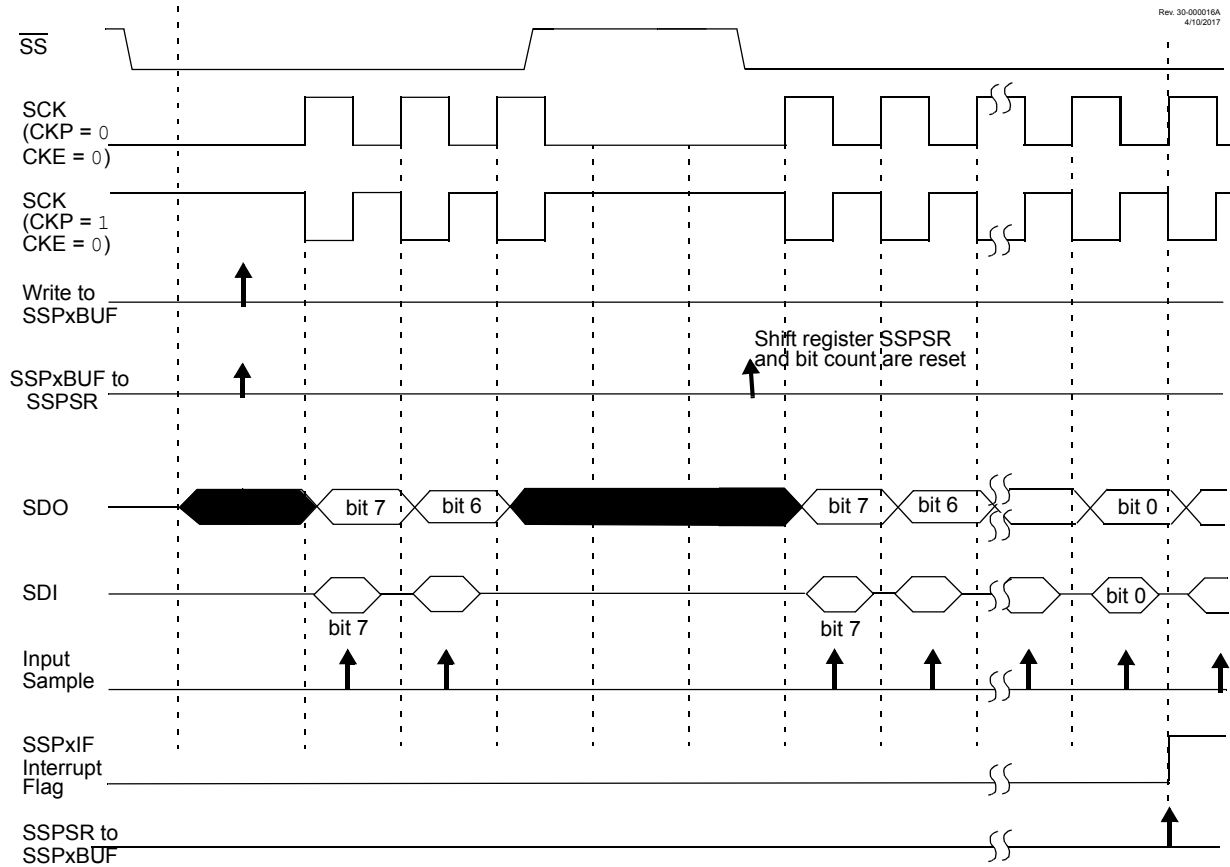 Rev. 30-000016A
4/10/2017
SS
SCK
(CKP = 0
CKE = 0)
SCK
(CKP = 1
CKE = 0)
Write to
SSPxBUF
Shift register SSPSR
and bit count are reset
SSPxBUF to
SSPSR
SDO
bit 7
bit 6
bit 7
bit 6
bit 0
SDI
bit 0
bit 7
bit 7
Input
Sample
SSPxIF
Interrupt
Flag
SSPSR to
SSPxBUF